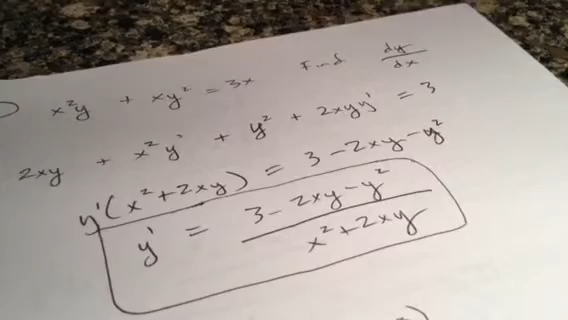 x²y + xy² = 3x Find dy/dx
2xy + x²y' + y² + 2xyy' = 3
y'(x²+2xy) = 3-2xy-y²
y' = (3-2xy-y²)/(x²+2xy)